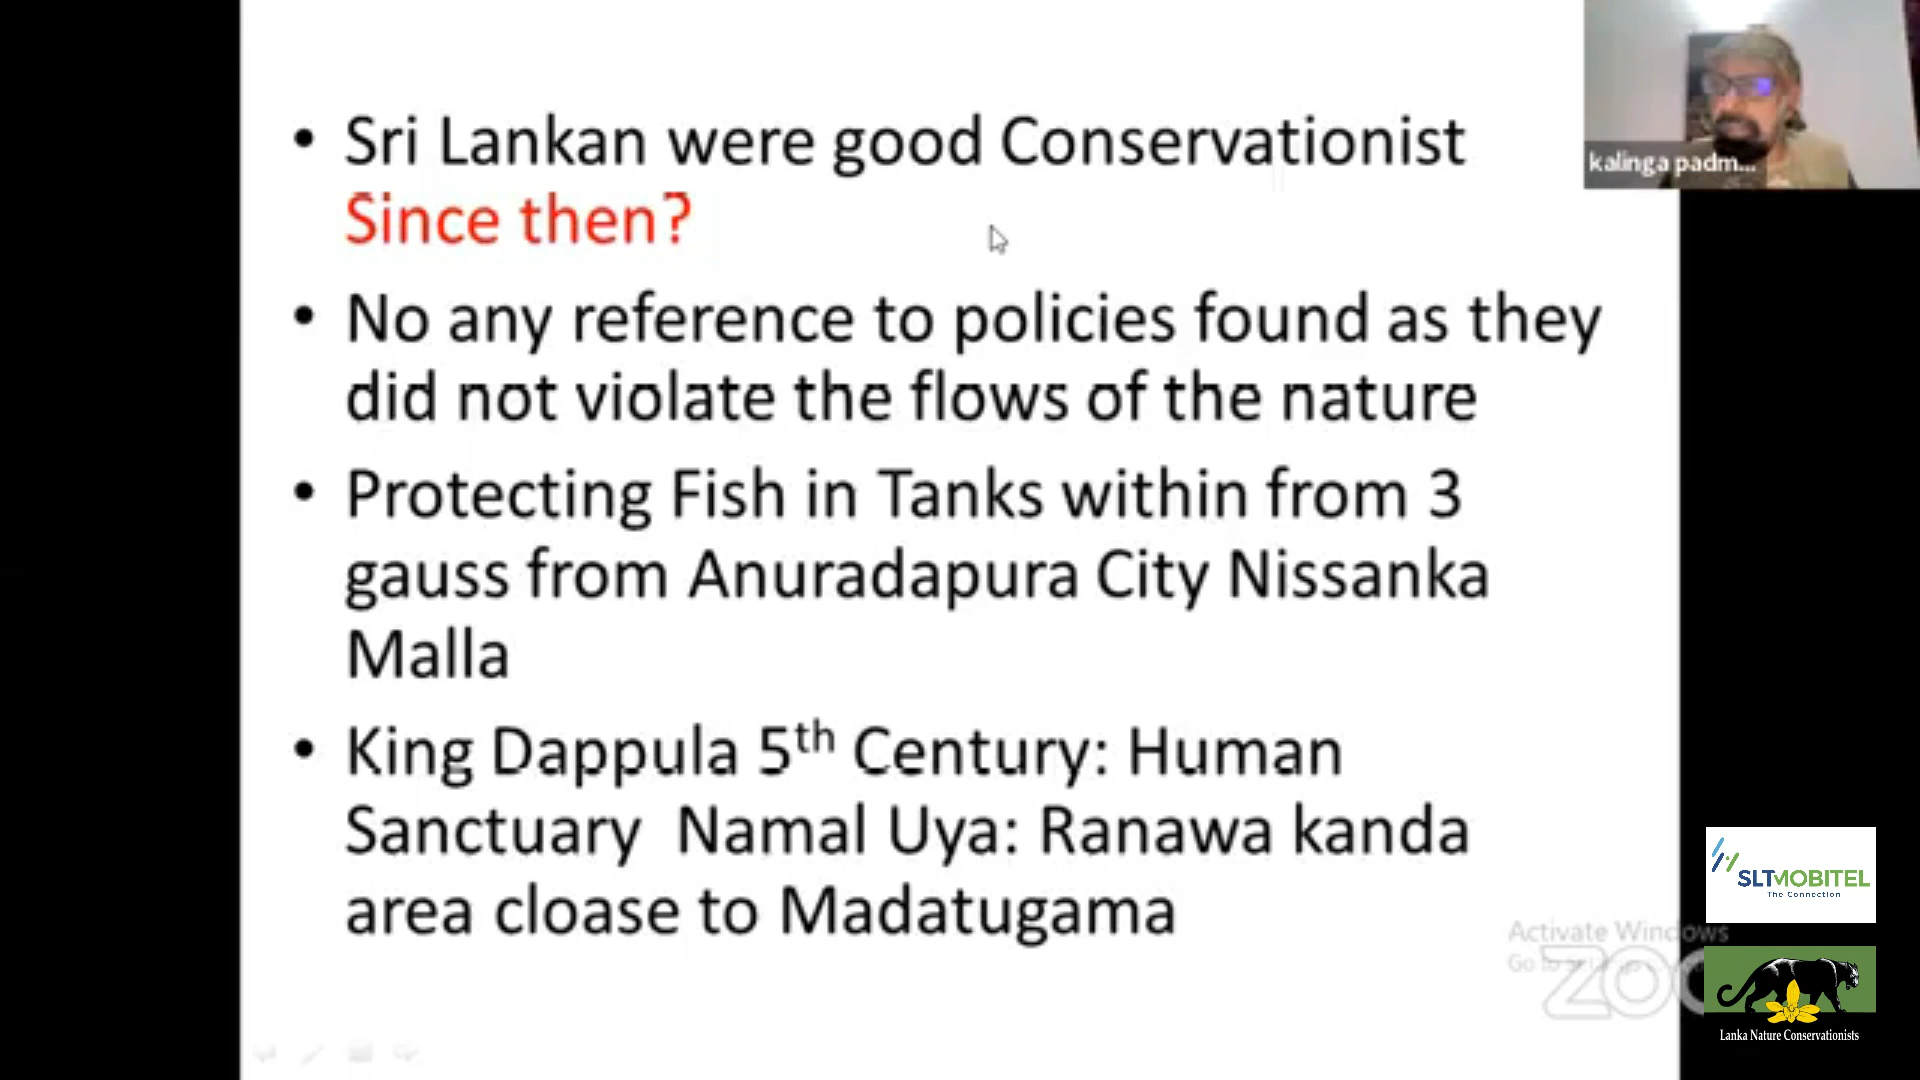 • Sri Lankan were good Conservationist
Since then?
• No any reference to policies found as they
did not violate the flows of the nature
• Protecting Fish in Tanks within from 3
gauss from Anuradapura City Nissanka
Malla
• King Dappula 5th Century: Human
Sanctuary Namal Uya: Ranawa kanda
area cloase to Madatugama
kalinga padm...
SLTMOBITEL
The Connection
Activate Windows
Lanka Nature Conservationists